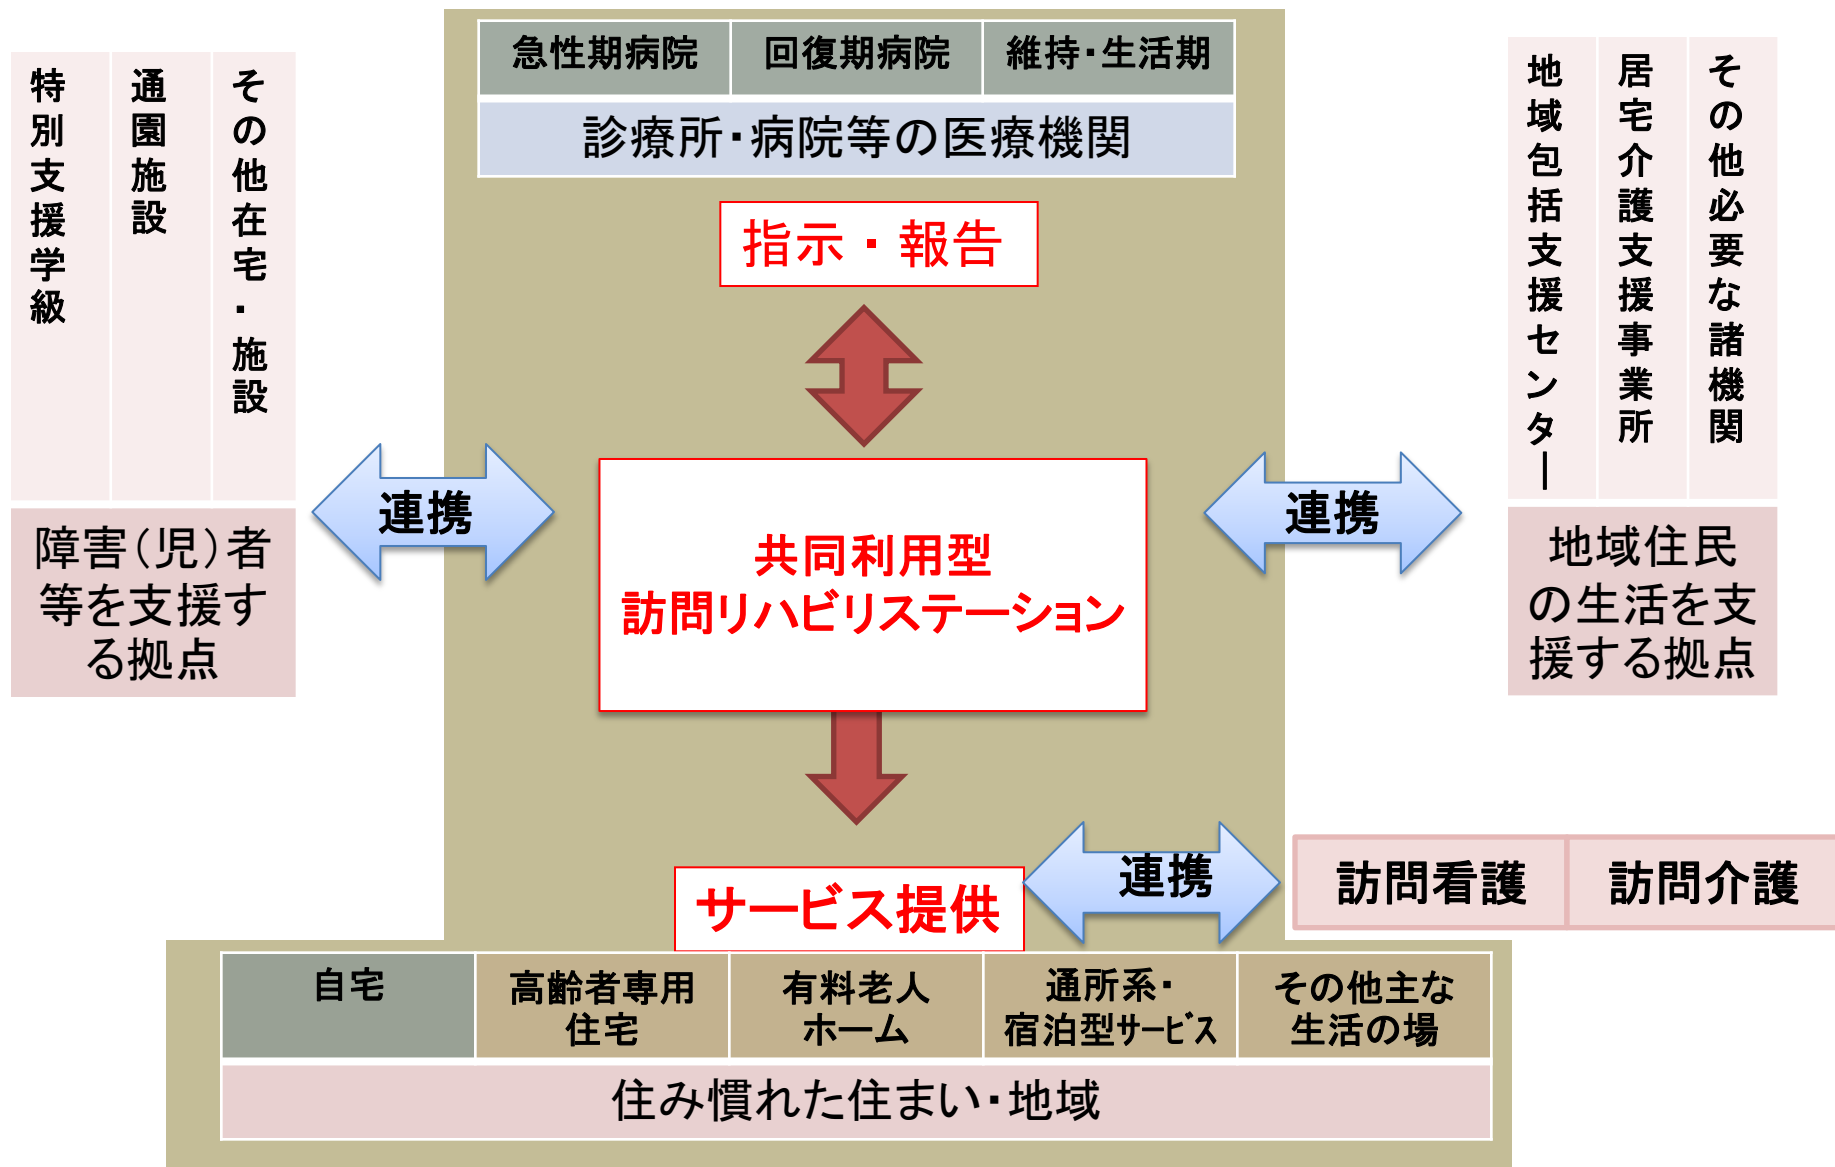 急性期病院
回復期病院
維持・生活期
診療所・病院等の医療機関
指示・報告
特別支援学級
通園施設
その他在宅・施設
障害（児）者
等を支援す
る拠点
連携
共同利用型
訪問リハビリステーション
連携
地域包括支援センター
居宅介護支援事業所
その他必要な諸機関
地域住民
の生活を支
援する拠点
サービス提供
連携
訪問看護
訪問介護
自宅
高齢者専用
住宅
有料老人
ホーム
通所系・
宿泊型ｻｰﾋﾞｽ
その他主な
生活の場
住み慣れた住まい・地域